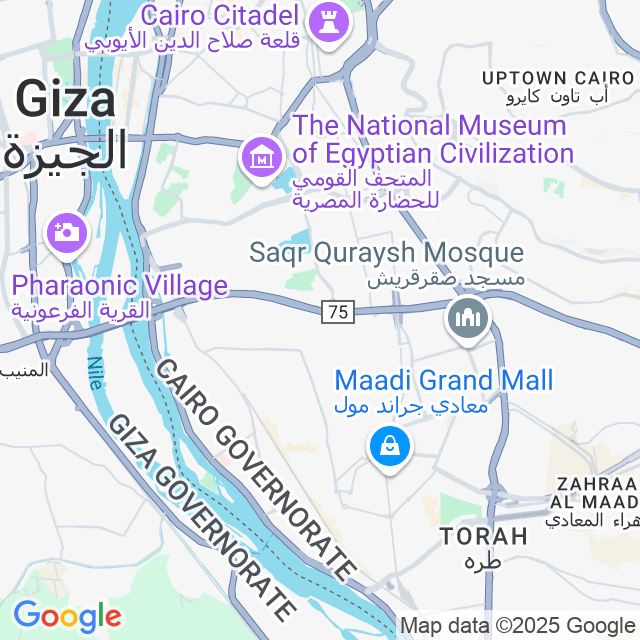 Cairo Citadel
قلعة صلاح الدين الأيوبي
UPTOWN CAIRO
أب تاون كايرو
Giza
الجيزة
The National Museum
of Egyptian Civilization
المتحف القومي
للحضارة المصرية
Saqr Quraysh Mosque
مسجد صقرقريش
Pharaonic Village
القرية الفرعونية
75
المنيب
Nile
Maadi Grand Mall
معادي جراند مول
CAIRO GOVERNORATE
GIZA GOVERNORATE
ZAHRAA
AL MAAD
هراء المعادي
TORAH
طره
Google
Map data ©2025 Google